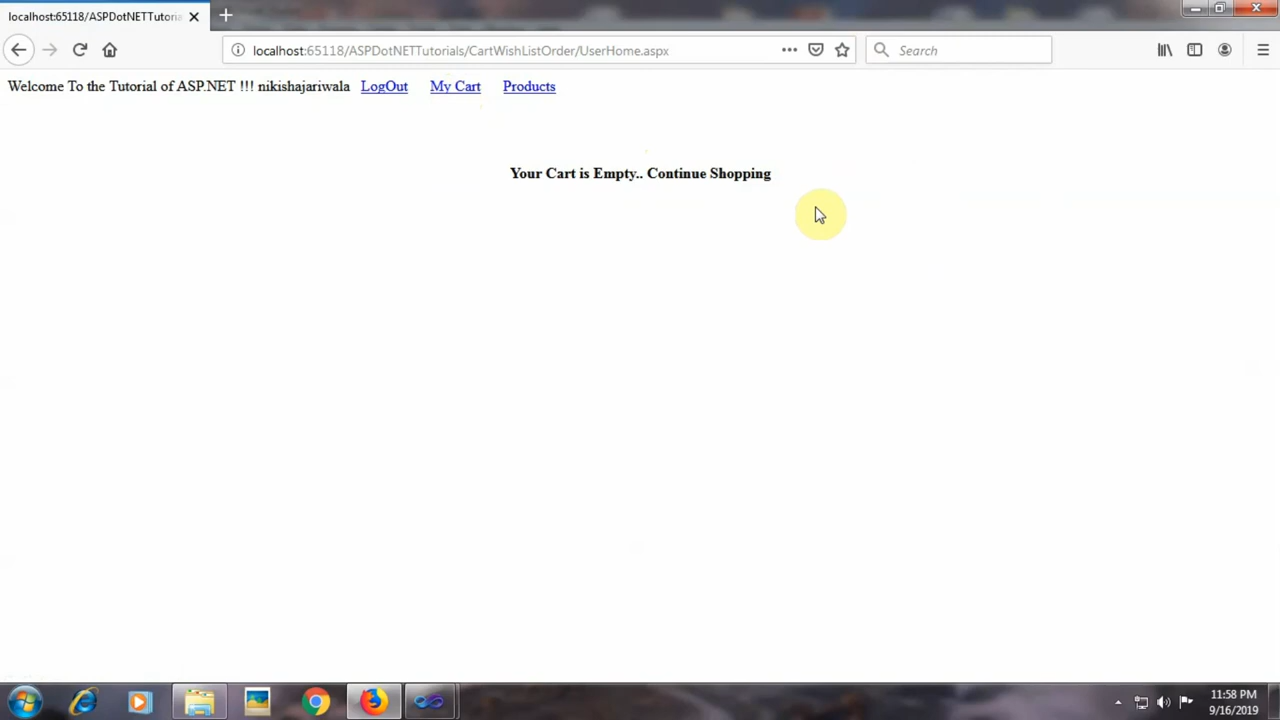 localhost:65118/ASPDotNETTutoria
localhost:65118/ASPDotNETTutorials/CartWishListOrder/UserHome.aspx
Search
Welcome To the Tutorial of ASP.NET !!! nikishajariwala LogOut My Cart Products
Your Cart is Empty.. Continue Shopping
11:58 PM
9/16/2019